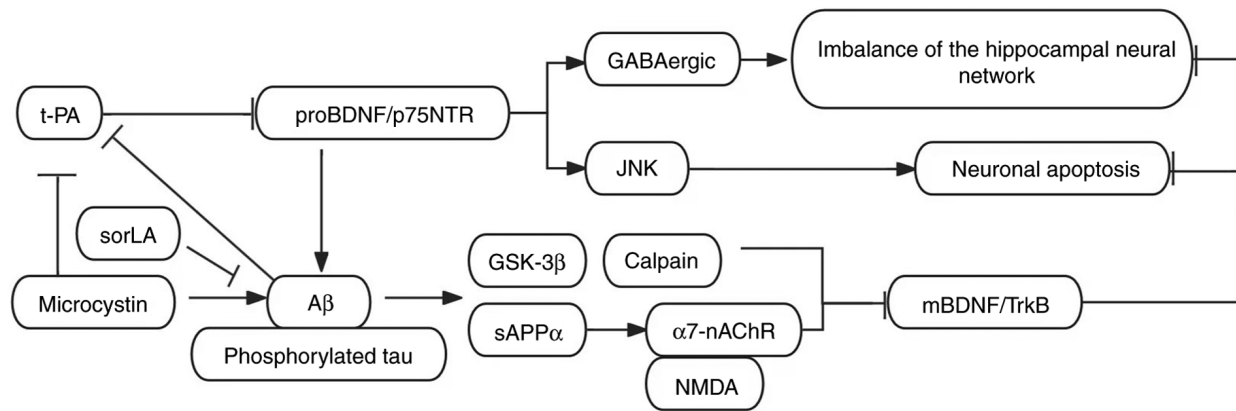 GABAergic
Imbalance of the hippocampal neural
network
t-PA
proBDNF/p75NTR
JNK
Neuronal apoptosis
sorLA
GSK-3β
Calpain
Microcystin
Aβ
mBDNF/TrkB
sAPPα
α7-nAChR
Phosphorylated tau
NMDA